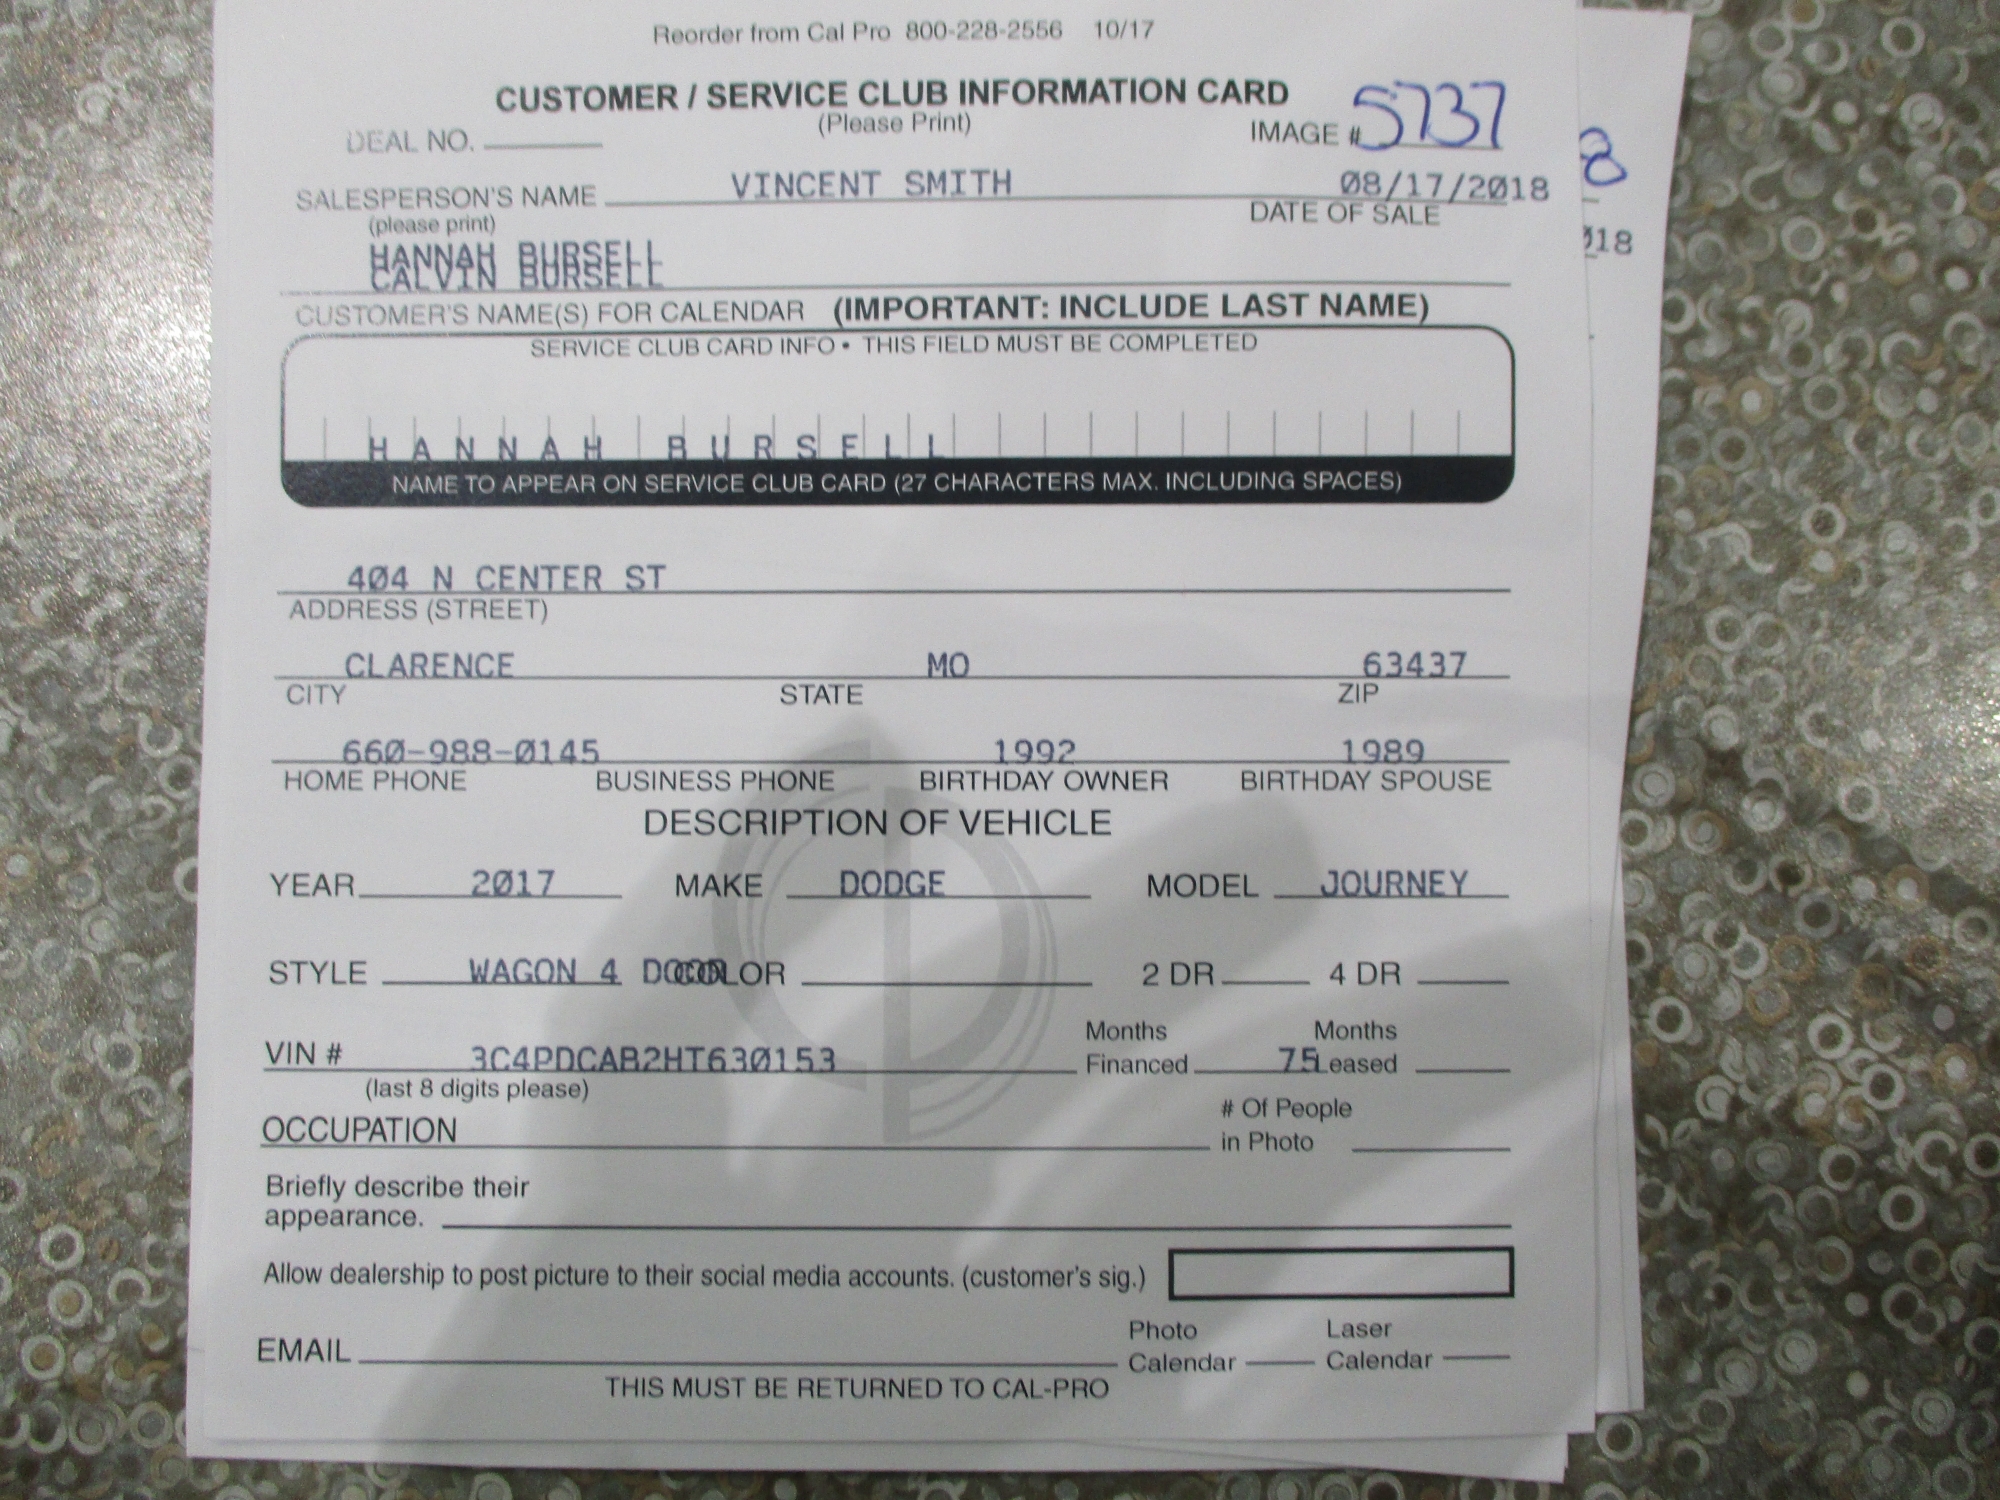 Reorder from Cal Pro 800-228-2556 10/17
CUSTOMER / SERVICE CLUB INFORMATION CARD
(Please Print)
DEAL NO.
IMAGE # 5737
SALESPERSON'S NAME VINCENT SMITH 08/17/2018
(please print) DATE OF SALE
HANNAH BURSELL
CALVIN BURSELL
CUSTOMER'S NAME(S) FOR CALENDAR (IMPORTANT: INCLUDE LAST NAME)
SERVICE CLUB CARD INFO • THIS FIELD MUST BE COMPLETED
HANNAH BURSELL
NAME TO APPEAR ON SERVICE CLUB CARD (27 CHARACTERS MAX. INCLUDING SPACES)
404 N CENTER ST
ADDRESS (STREET)
CLARENCE MO 63437
CITY STATE ZIP
660-988-0145 1992 1989
HOME PHONE BUSINESS PHONE BIRTHDAY OWNER BIRTHDAY SPOUSE
DESCRIPTION OF VEHICLE
YEAR 2017 MAKE DODGE MODEL JOURNEY
STYLE WAGON 4 DOOR COLOR 2 DR 4 DR
VIN # 3C4PDCAB2HT630153 Months Financed 75 Months Leased
(last 8 digits please)
OCCUPATION # Of People in Photo
Briefly describe their
appearance.
Allow dealership to post picture to their social media accounts. (customer's sig.)
EMAIL Photo Calendar Laser Calendar
THIS MUST BE RETURNED TO CAL-PRO
8
018